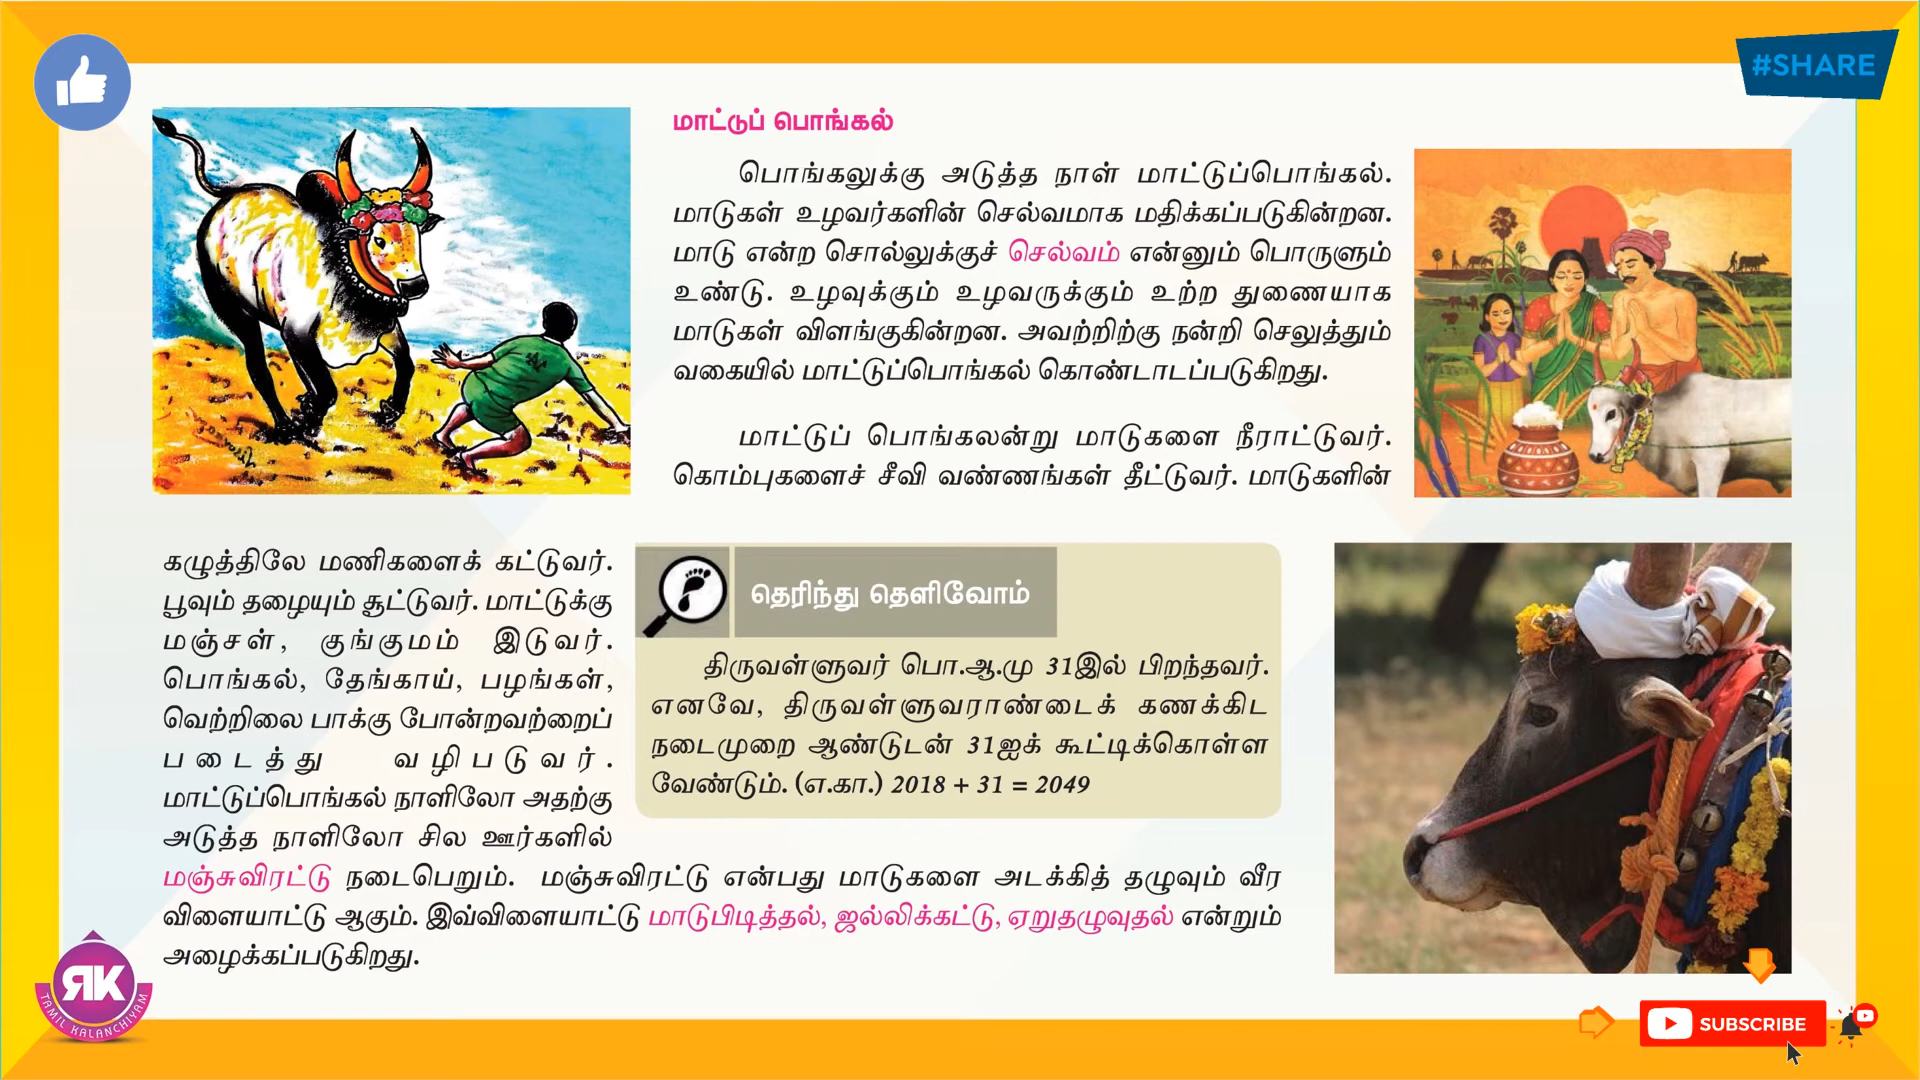 #SHARE
மாட்டுப் பொங்கல்
பொங்கலுக்கு அடுத்த நாள் மாட்டுப்பொங்கல்.
மாடுகள் உழவர்களின் செல்வமாக மதிக்கப்படுகின்றன.
மாடு என்ற சொல்லுக்குச் செல்வம் என்னும் பொருளும்
உண்டு. உழவுக்கும் உழவருக்கும் உற்ற துணையாக
மாடுகள் விளங்குகின்றன. அவற்றிற்கு நன்றி செலுத்தும்
வகையில் மாட்டுப்பொங்கல் கொண்டாடப்படுகிறது.
மாட்டுப் பொங்கலன்று மாடுகளை நீராட்டுவர்.
கொம்புகளைச் சீவி வண்ணங்கள் தீட்டுவர். மாடுகளின்
கழுத்திலே மணிகளைக் கட்டுவர்.
பூவும் தழையும் சூட்டுவர். மாட்டுக்கு
மஞ்சள், குங்குமம் இடுவர்.
பொங்கல், தேங்காய், பழங்கள்,
வெற்றிலை பாக்கு போன்றவற்றைப்
படைத்து வழிபடுவர்.
மாட்டுப்பொங்கல் நாளிலோ அதற்கு
அடுத்த நாளிலோ சில ஊர்களில்
மஞ்சுவிரட்டு நடைபெறும். மஞ்சுவிரட்டு என்பது மாடுகளை அடக்கித் தழுவும் வீர
விளையாட்டு ஆகும். இவ்விளையாட்டு மாடுபிடித்தல், ஜல்லிக்கட்டு, ஏறுதழுவுதல் என்றும்
அழைக்கப்படுகிறது.
தெரிந்து தெளிவோம்
திருவள்ளுவர் பொ.ஆ.மு 31இல் பிறந்தவர்.
எனவே, திருவள்ளுவராண்டைக் கணக்கிட
நடைமுறை ஆண்டுடன் 31ஐக் கூட்டிக்கொள்ள
வேண்டும். (எ.கா.) 2018 + 31 = 2049
RK
TAMIL KALANCHIYAM
SUBSCRIBE